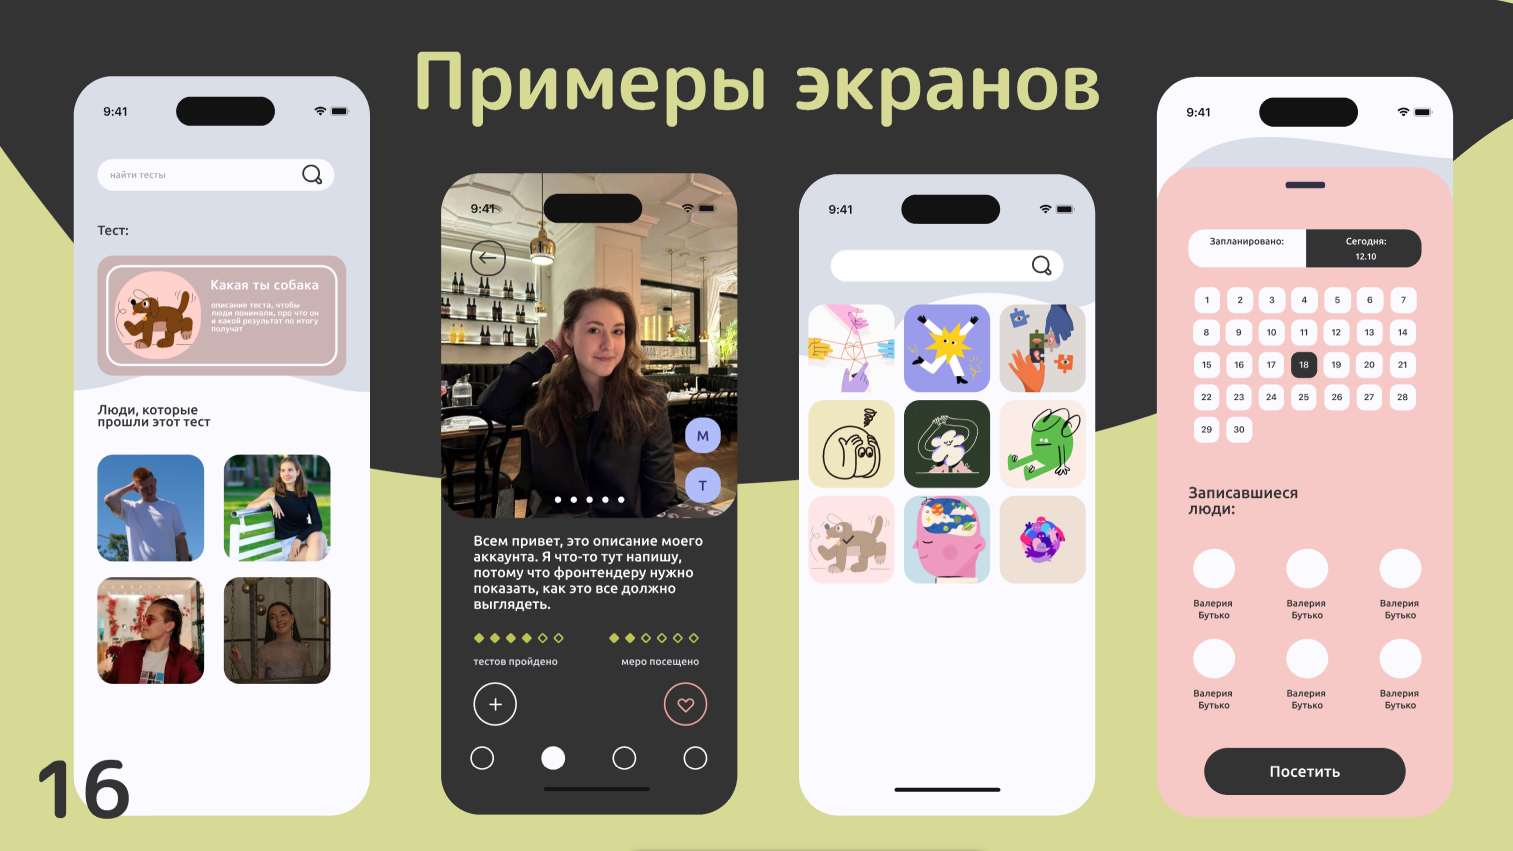 Примеры экранов
9:41
найти тесты
Тест:
Какая ты собака
описание теста, чтобы
люди понимали, про что он
и какой результат по итогу
получат
Люди, которые
прошли этот тест
16
9:41
М
Т
Всем привет, это описание моего
аккаунта. Я что-то тут напишу,
потому что фронтендеру нужно
показать, как это все должно
выглядеть.
тестов пройдено
меро посещено
9:41
9:41
Запланировано:
Сегодня:
12.10
1 2 3 4 5 6 7
8 9 10 11 12 13 14
15 16 17 18 19 20 21
22 23 24 25 26 27 28
29 30
Записавшиеся
люди:
Валерия Валерия Валерия
Бутько Бутько Бутько
Валерия Валерия Валерия
Бутько Бутько Бутько
Посетить